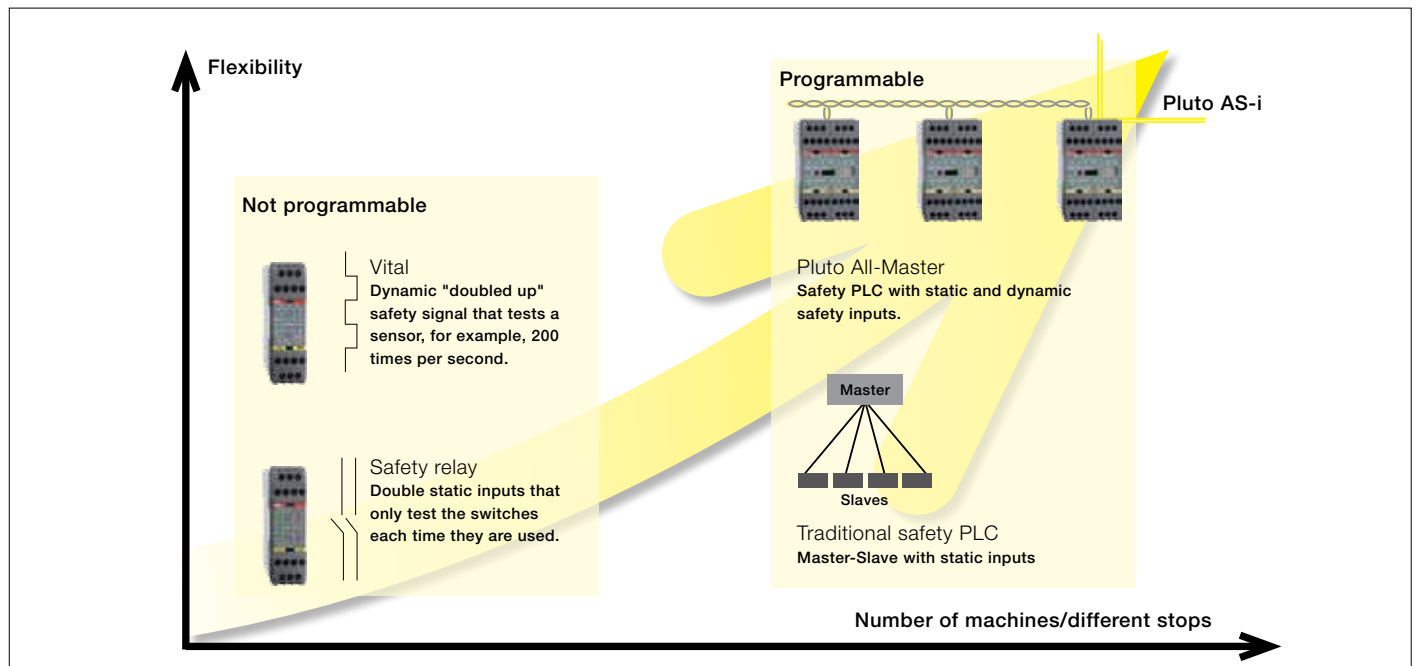 Flexibility
Programmable
Pluto AS-i
Not programmable
Vital
Dynamic "doubled up"
safety signal that tests a
sensor, for example, 200
times per second.
Pluto All-Master
Safety PLC with static and dynamic
safety inputs.
Master
Slaves
Safety relay
Double static inputs that
only test the switches
each time they are used.
Traditional safety PLC
Master-Slave with static inputs
Number of machines/different stops